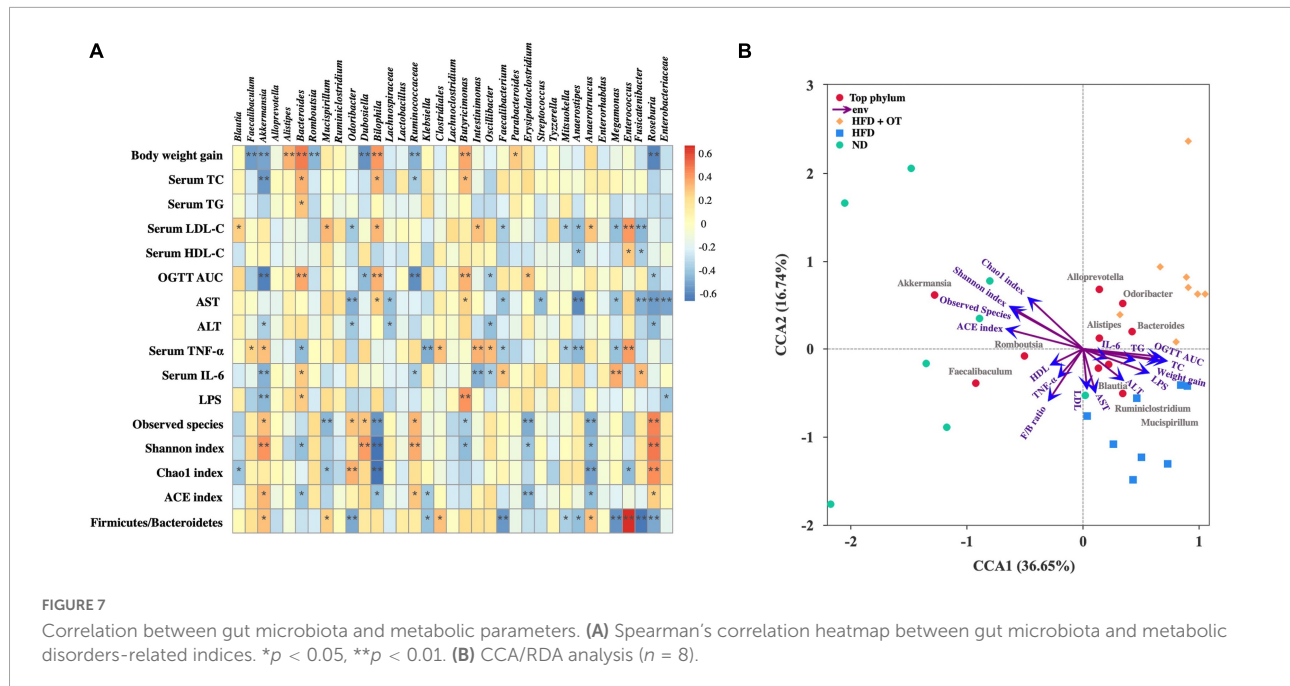 A
Blautia
Faecalibaculum
Akkermansia
Alloprevotella
Alistipes
Bacteroides
Romboutsia
Mucispirillum
Ruminiclostridium
Odoribacter
Dubosiella
Bilophila
Lachnospiraceae
Lactobacillus
Ruminococcaceae
Klebsiella
Clostridiales
Lachnoclostridium
Butyricimonas
Intestinimonas
Oscillibacter
Faecalibacterium
Parabacteroides
Erysipelatoclostridium
Streptococcus
Tyzzerella
Mitsuokella
Anaerostipes
Anaerotruncus
Enterorhabdus
Megamonas
Enterococcus
Fusicatenibacter
Roseburia
Enterobacteriaceae
Body weight gain
Serum TC
Serum TG
Serum LDL-C
Serum HDL-C
OGTT AUC
AST
ALT
Serum TNF-α
Serum IL-6
LPS
Observed species
Shannon index
Chao1 index
ACE index
Firmicutes/Bacteroidetes
0.6
0.4
0.2
0
-0.2
-0.4
-0.6
B
Top phylum
env
HFD + OT
HFD
ND
CCA2 (16.74%)
3
2
1
0
-1
-2
Chao1 index
Shannon index
Observed Species
ACE index
Akkermansia
Alloprevotella
Odoribacter
Alistipes
Bacteroides
Romboutsia
Faecalibaculum
IL-6
TG
OGTT AUC
TC
Weight gain
LPS
ALT
AST
LDL
HDL
TNF-α
F/B ratio
Blautia
Ruminiclostridium
Mucispirillum
-2
-1
0
1
CCA1 (36.65%)
FIGURE 7
Correlation between gut microbiota and metabolic parameters. (A) Spearman's correlation heatmap between gut microbiota and metabolic
disorders-related indices. *p < 0.05, **p < 0.01. (B) CCA/RDA analysis (n = 8).